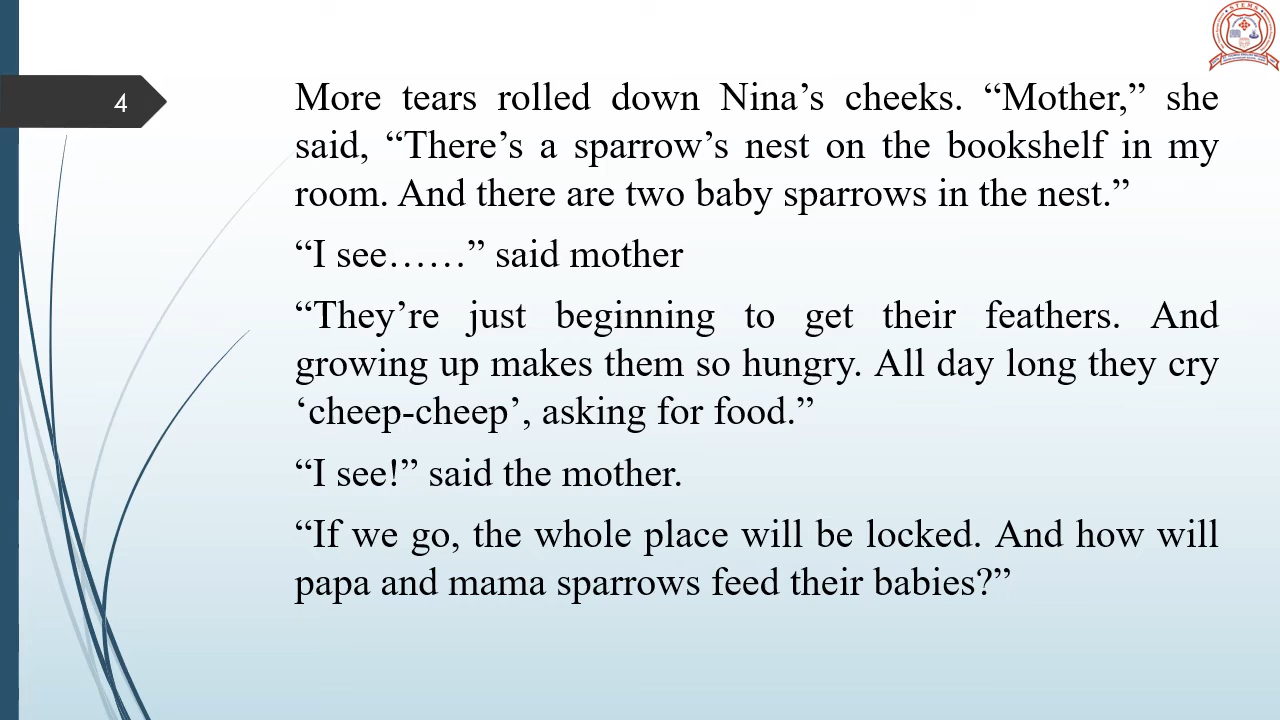 4
More tears rolled down Nina’s cheeks. “Mother,” she
said, “There’s a sparrow’s nest on the bookshelf in my
room. And there are two baby sparrows in the nest.”
“I see……” said mother
“They’re just beginning to get their feathers. And
growing up makes them so hungry. All day long they cry
‘cheep-cheep’, asking for food.”
“I see!” said the mother.
“If we go, the whole place will be locked. And how will
papa and mama sparrows feed their babies?”